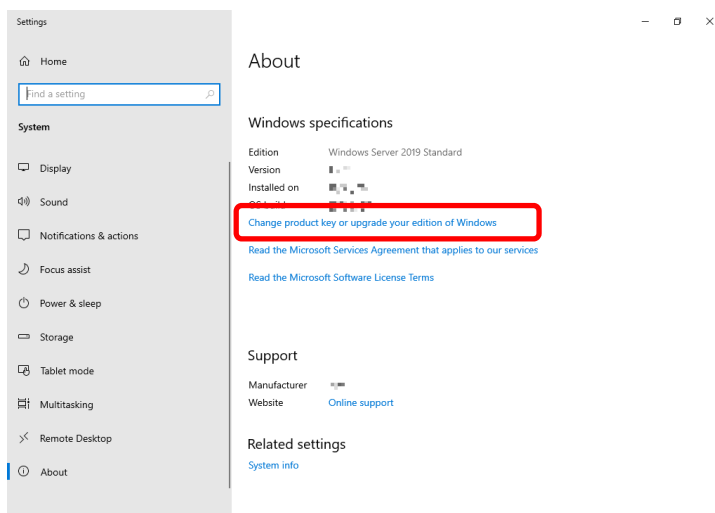 Settings
Home
Find a setting
System
Display
Sound
Notifications & actions
Focus assist
Power & sleep
Storage
Tablet mode
Multitasking
Remote Desktop
About
About
Windows specifications
Edition Windows Server 2019 Standard
Version
Installed on
OS build
Change product key or upgrade your edition of Windows
Read the Microsoft Services Agreement that applies to our services
Read the Microsoft Software License Terms
Support
Manufacturer
Website Online support
Related settings
System info